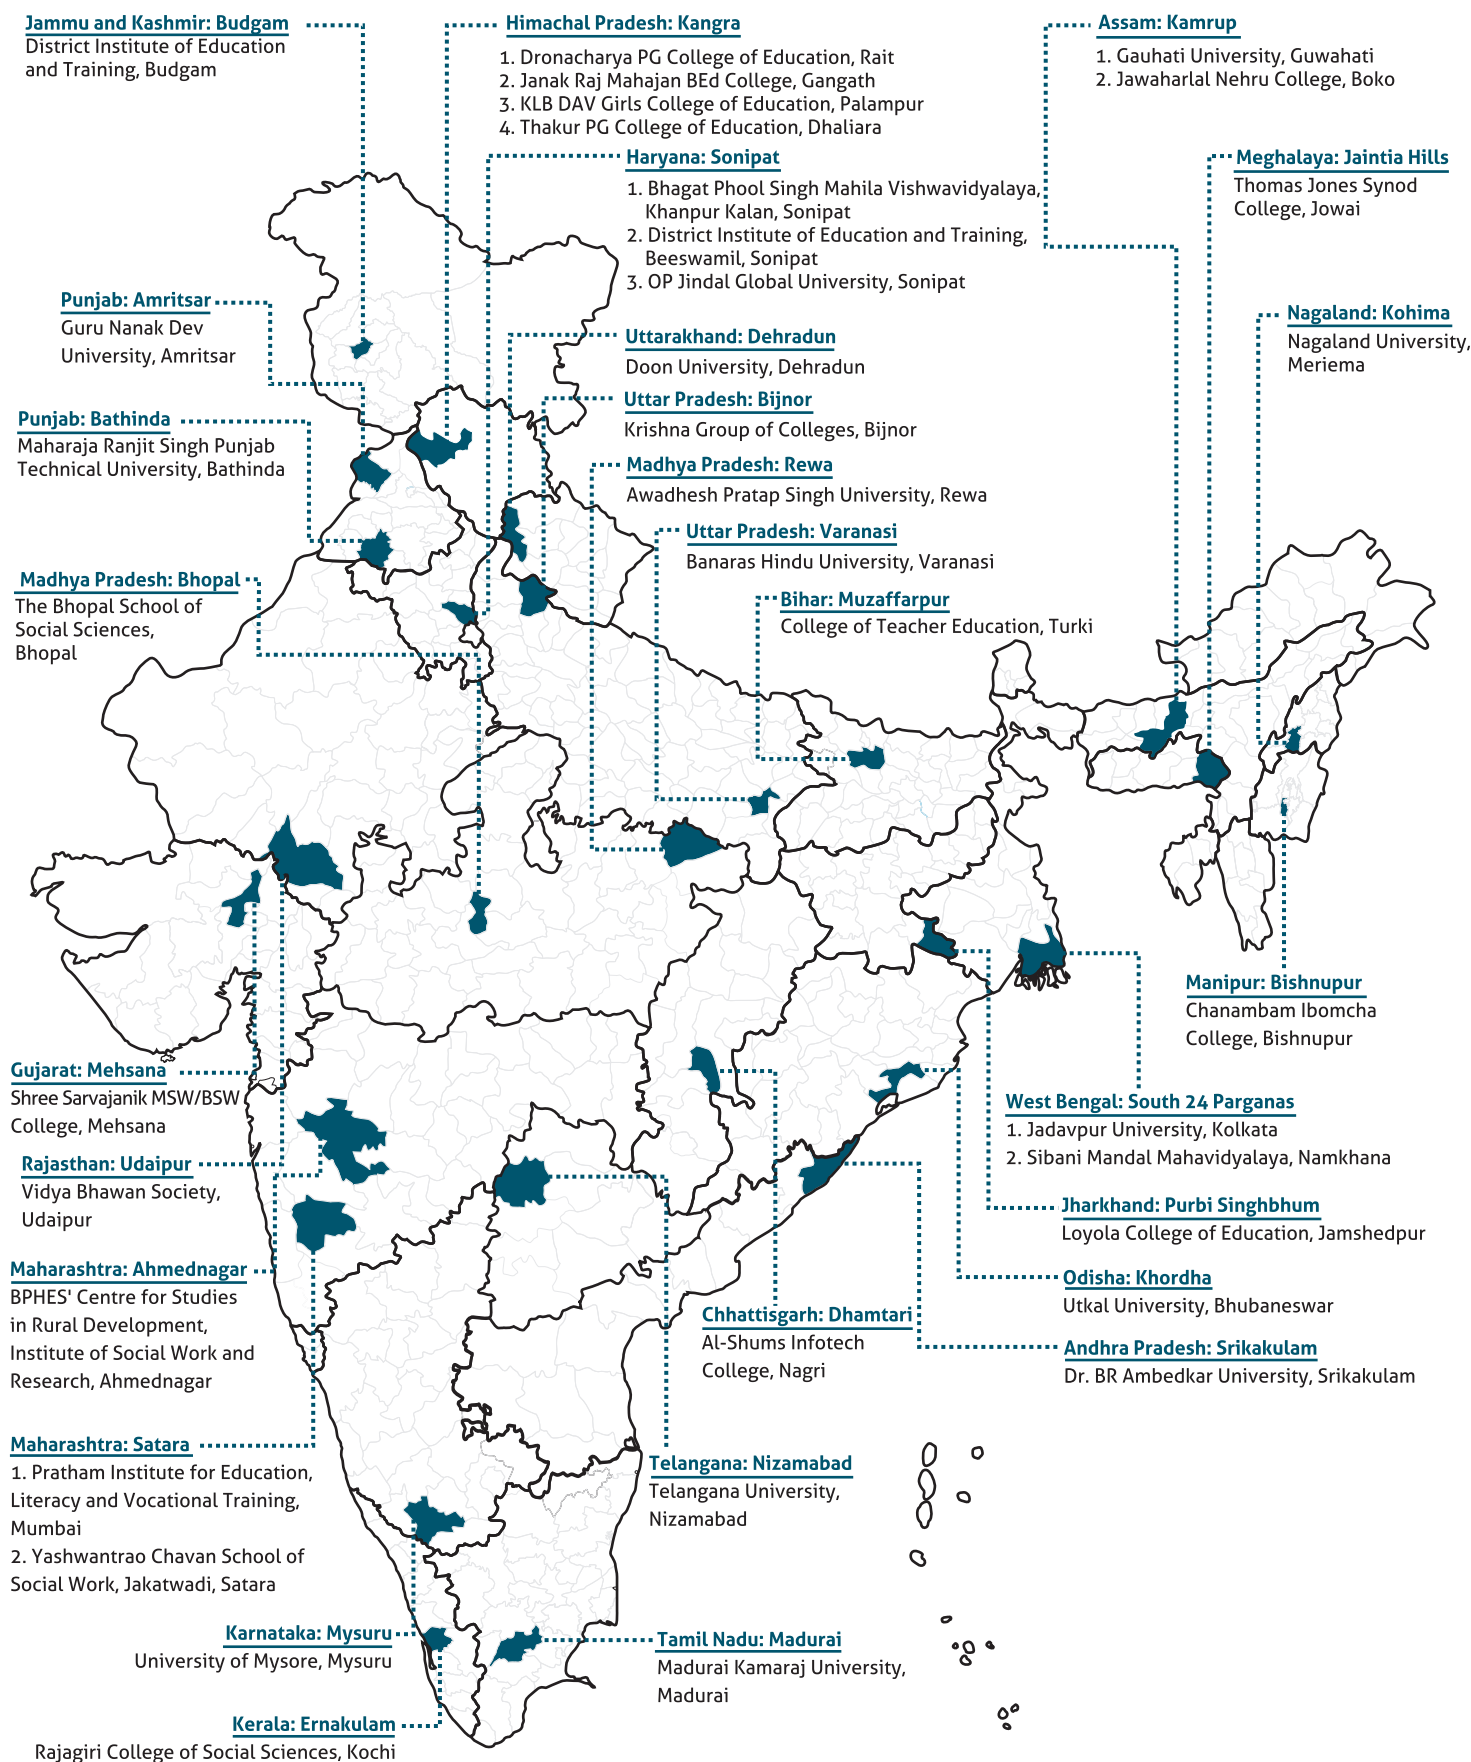 Jammu and Kashmir: Budgam
District Institute of Education
and Training, Budgam
Himachal Pradesh: Kangra
1. Dronacharya PG College of Education, Rait
2. Janak Raj Mahajan BEd College, Gangath
3. KLB DAV Girls College of Education, Palampur
4. Thakur PG College of Education, Dhaliara
Assam: Kamrup
1. Gauhati University, Guwahati
2. Jawaharlal Nehru College, Boko
Haryana: Sonipat
1. Bhagat Phool Singh Mahila Vishwavidyalaya,
Khanpur Kalan, Sonipat
2. District Institute of Education and Training,
Beeswamil, Sonipat
3. OP Jindal Global University, Sonipat
Meghalaya: Jaintia Hills
Thomas Jones Synod
College, Jowai
Punjab: Amritsar
Guru Nanak Dev
University, Amritsar
Uttarakhand: Dehradun
Doon University, Dehradun
Nagaland: Kohima
Nagaland University,
Meriema
Uttar Pradesh: Bijnor
Krishna Group of Colleges, Bijnor
Punjab: Bathinda
Maharaja Ranjit Singh Punjab
Technical University, Bathinda
Madhya Pradesh: Rewa
Awadhesh Pratap Singh University, Rewa
Uttar Pradesh: Varanasi
Banaras Hindu University, Varanasi
Madhya Pradesh: Bhopal
The Bhopal School of
Social Sciences,
Bhopal
Bihar: Muzaffarpur
College of Teacher Education, Turki
Manipur: Bishnupur
Chanambam Ibomcha
College, Bishnupur
Gujarat: Mehsana
Shree Sarvajanik MSW/BSW
College, Mehsana
West Bengal: South 24 Parganas
1. Jadavpur University, Kolkata
2. Sibani Mandal Mahavidyalaya, Namkhana
Rajasthan: Udaipur
Vidya Bhawan Society,
Udaipur
Jharkhand: Purbi Singhbhum
Loyola College of Education, Jamshedpur
Maharashtra: Ahmednagar
BPHES' Centre for Studies
in Rural Development,
Institute of Social Work and
Research, Ahmednagar
Odisha: Khordha
Utkal University, Bhubaneswar
Chhattisgarh: Dhamtari
Al-Shums Infotech
College, Nagri
Andhra Pradesh: Srikakulam
Dr. BR Ambedkar University, Srikakulam
Maharashtra: Satara
1. Pratham Institute for Education,
Literacy and Vocational Training,
Mumbai
2. Yashwantrao Chavan School of
Social Work, Jakatwadi, Satara
Telangana: Nizamabad
Telangana University,
Nizamabad
Karnataka: Mysuru
University of Mysore, Mysuru
Tamil Nadu: Madurai
Madurai Kamaraj University,
Madurai
Kerala: Ernakulam
Rajagiri College of Social Sciences, Kochi